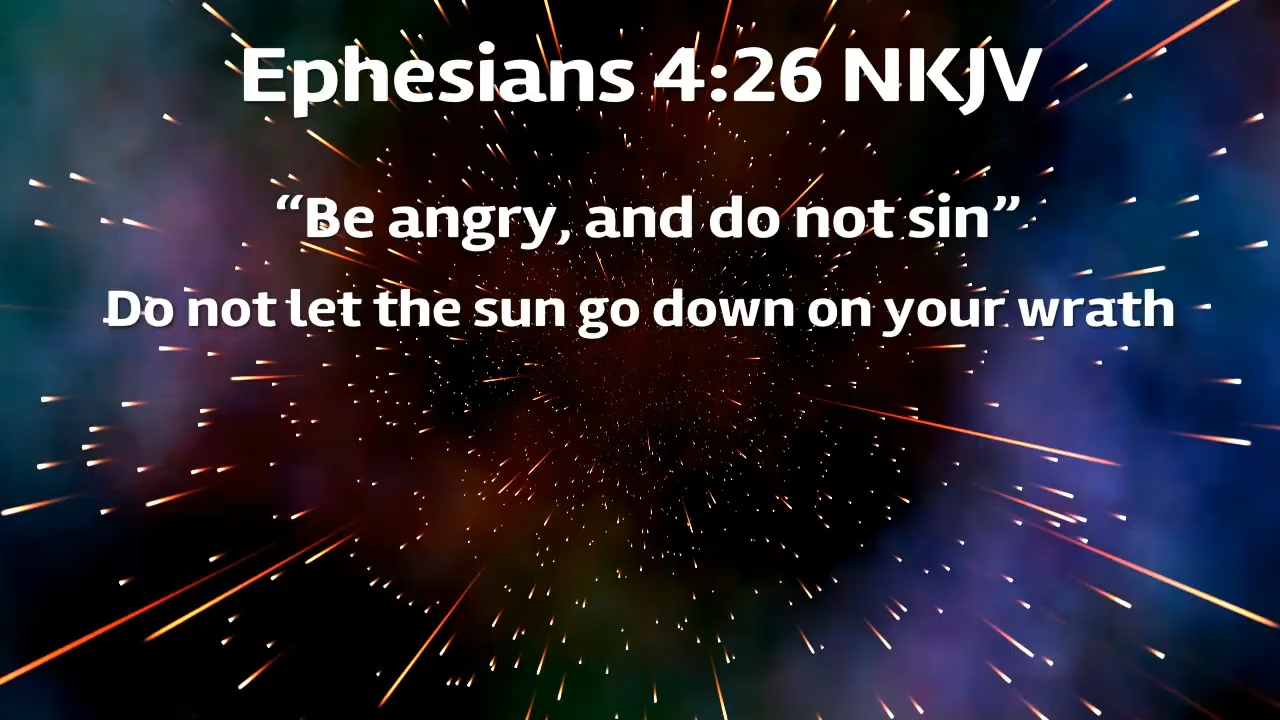 Ephesians 4:26 NKJV
“Be angry, and do not sin”
Do not let the sun go down on your wrath